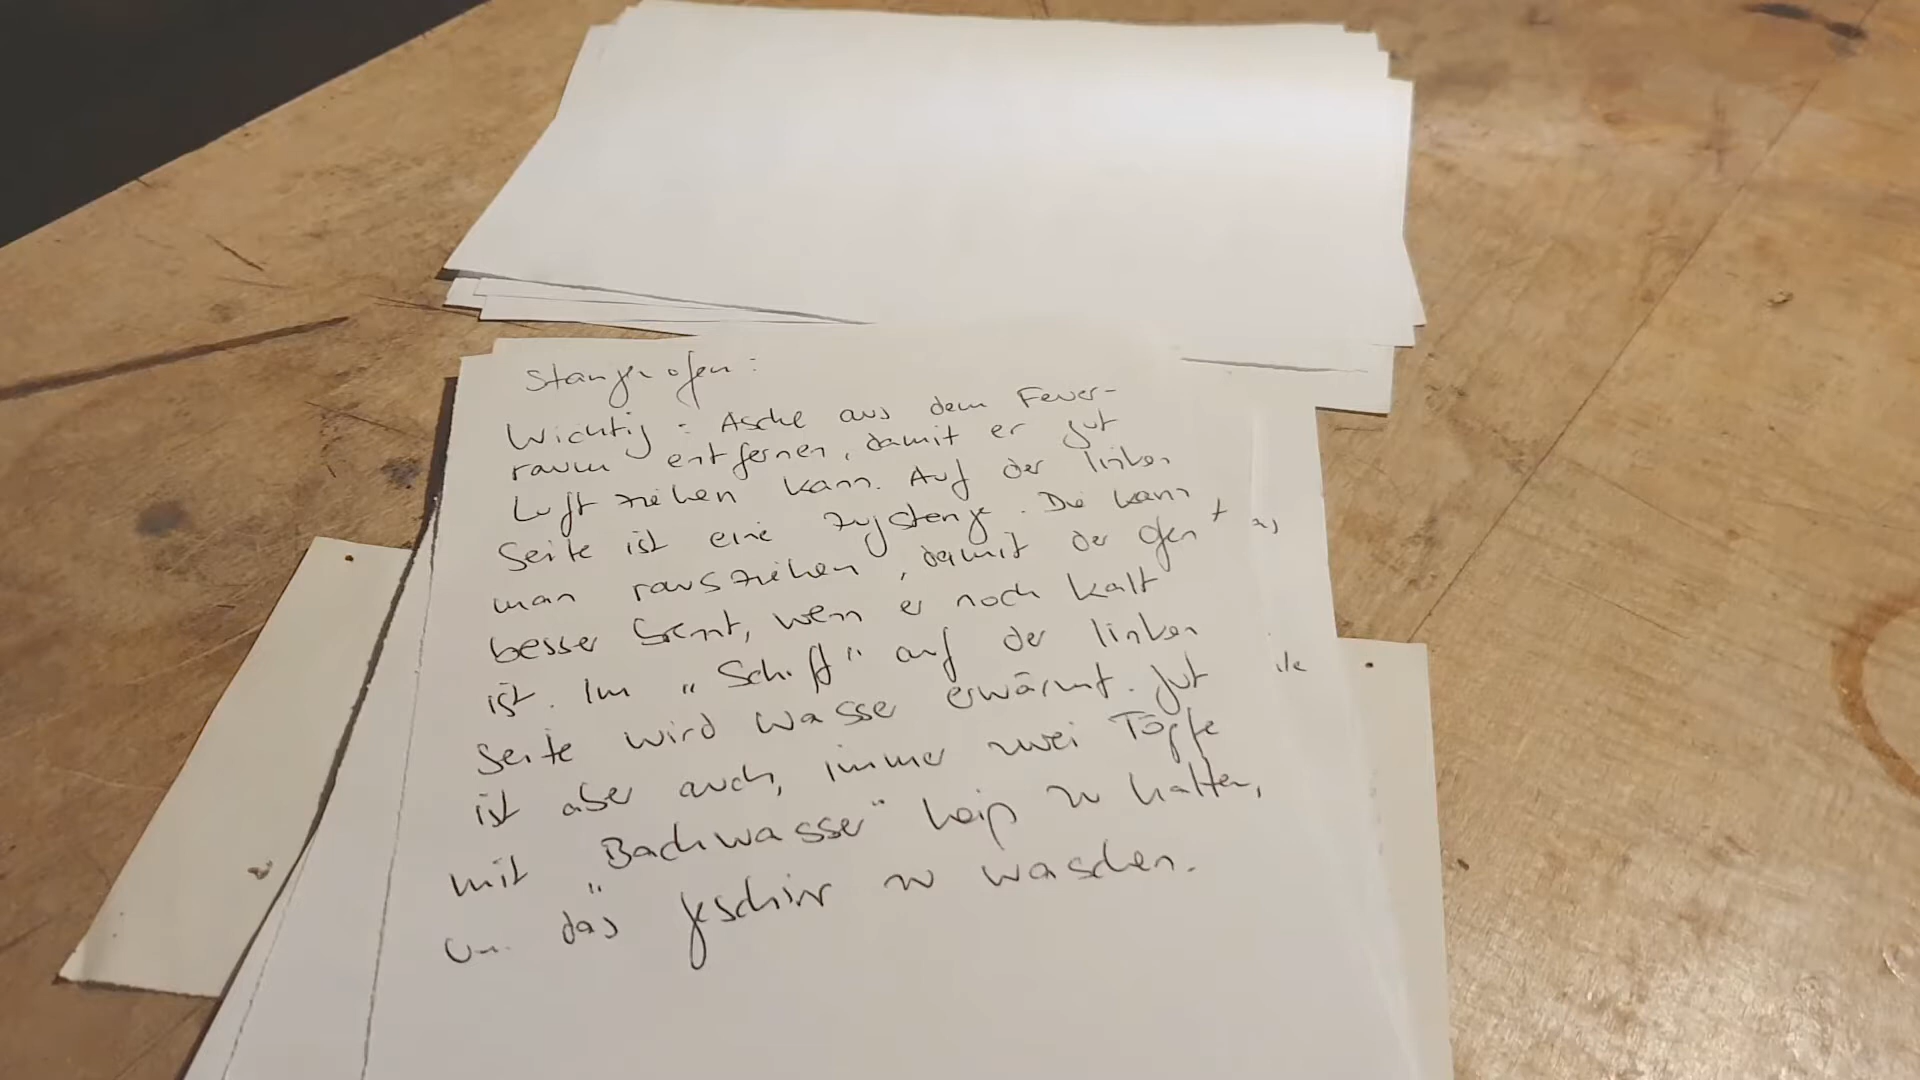 Stangenofen:
Wichtig: Asche aus dem Feuer-
raum entfernen, damit er gut
Luft ziehen kann. Auf der linken
Seite ist eine Zugstange. Die kann
man rausziehen, damit der Ofen
besser brennt, wenn er noch kalt
ist. Im "Schiff" auf der linken
Seite wird Wasser erwärmt. Gut
ist aber auch, immer zwei Töpfe
mit "Bachwasser" heiß zu halten,
um das Geschirr zu waschen.